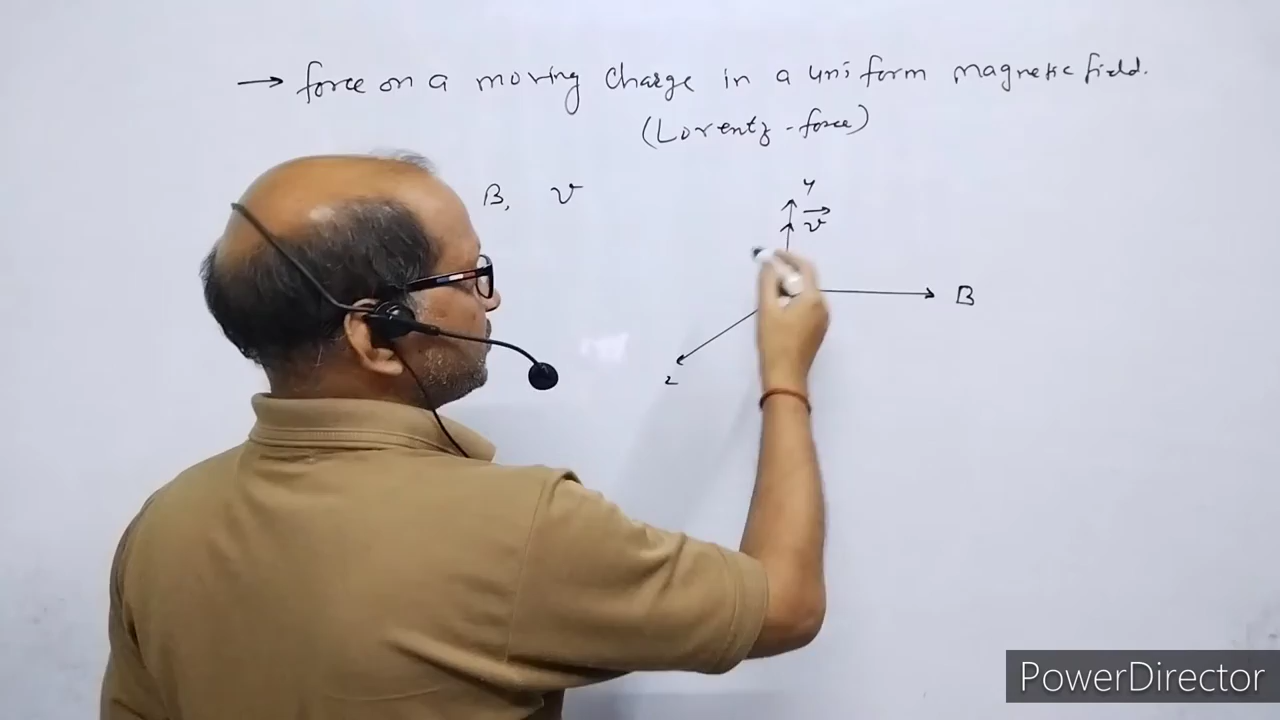 → force on a moving charge in a uniform magnetic field.
(Lorentz - force)
B, v
y
v
B
z
PowerDirector